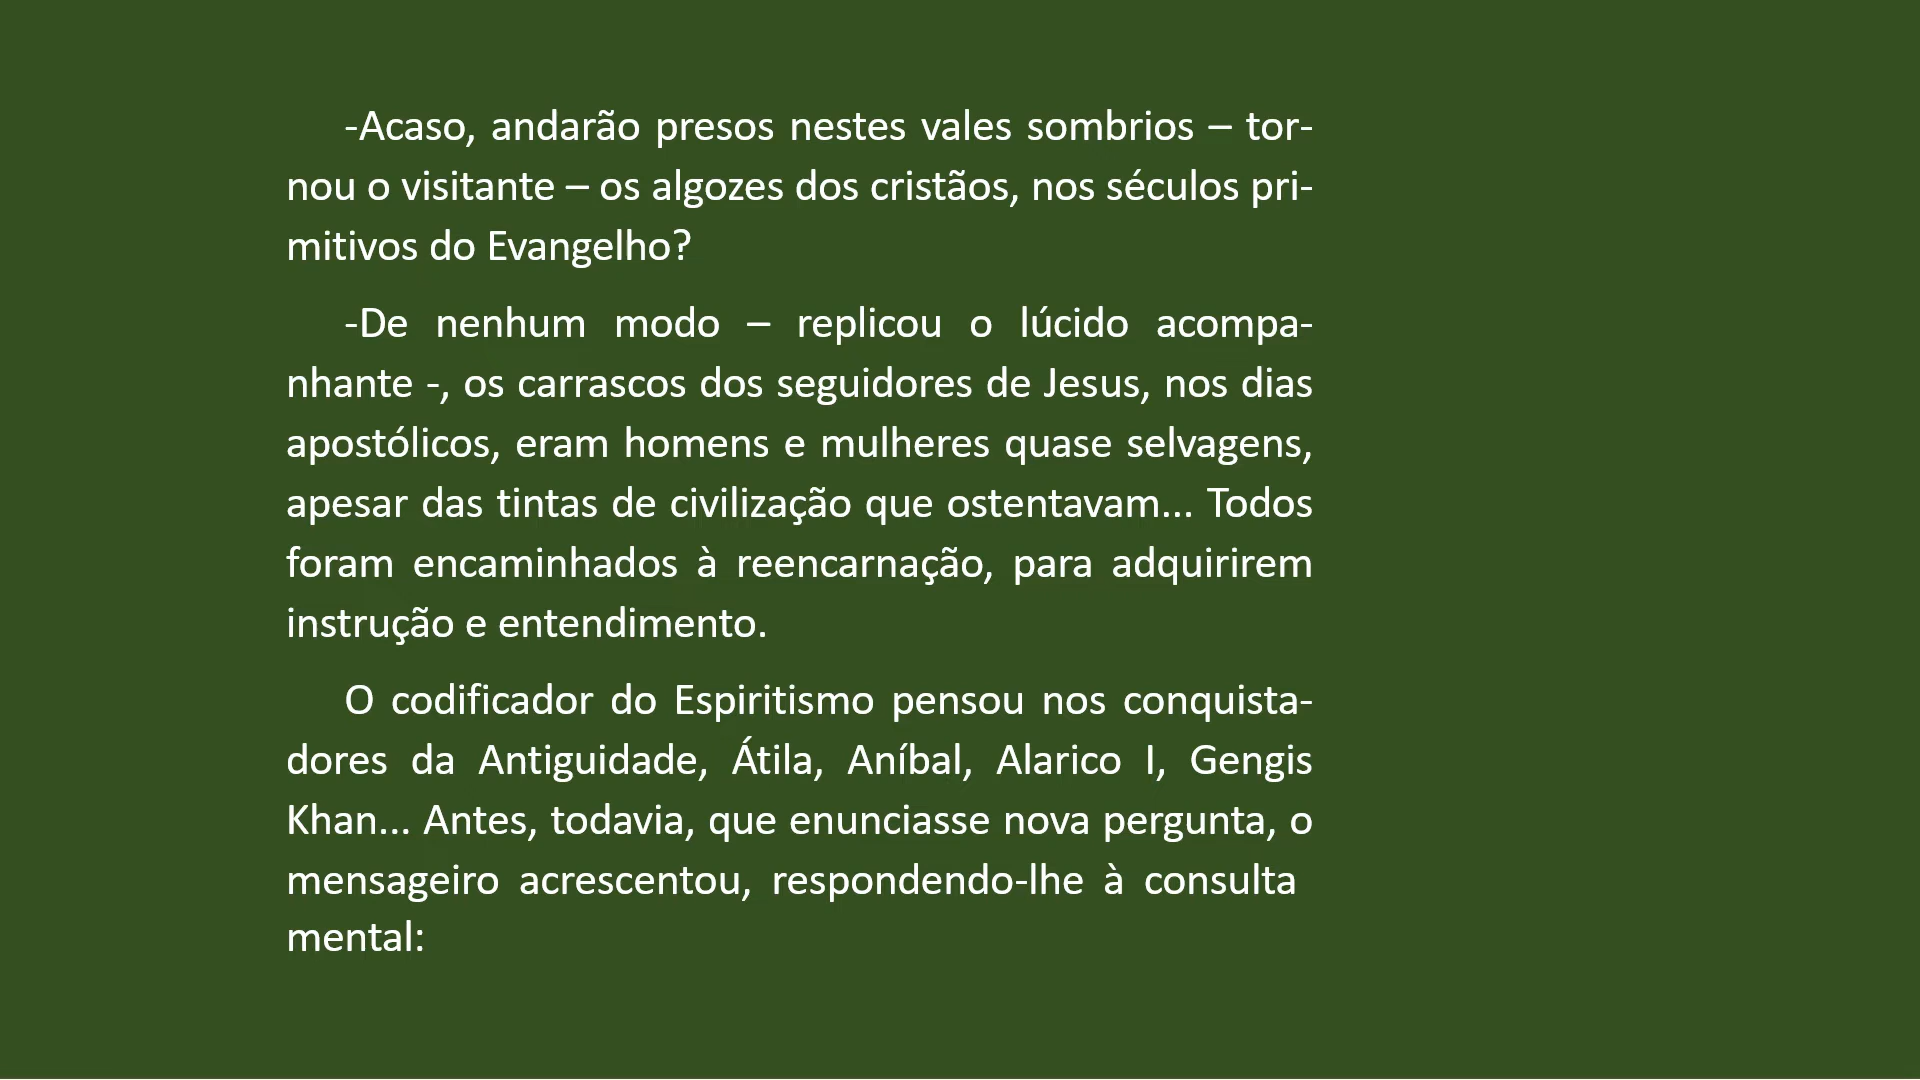 -Acaso, andarão presos nestes vales sombrios – tor-
nou o visitante – os algozes dos cristãos, nos séculos pri-
mitivos do Evangelho?
-De nenhum modo – replicou o lúcido acompa-
nhante -, os carrascos dos seguidores de Jesus, nos dias
apostólicos, eram homens e mulheres quase selvagens,
apesar das tintas de civilização que ostentavam... Todos
foram encaminhados à reencarnação, para adquirirem
instrução e entendimento.
O codificador do Espiritismo pensou nos conquista-
dores da Antiguidade, Átila, Aníbal, Alarico I, Gengis
Khan... Antes, todavia, que enunciasse nova pergunta, o
mensageiro acrescentou, respondendo-lhe à consulta
mental: